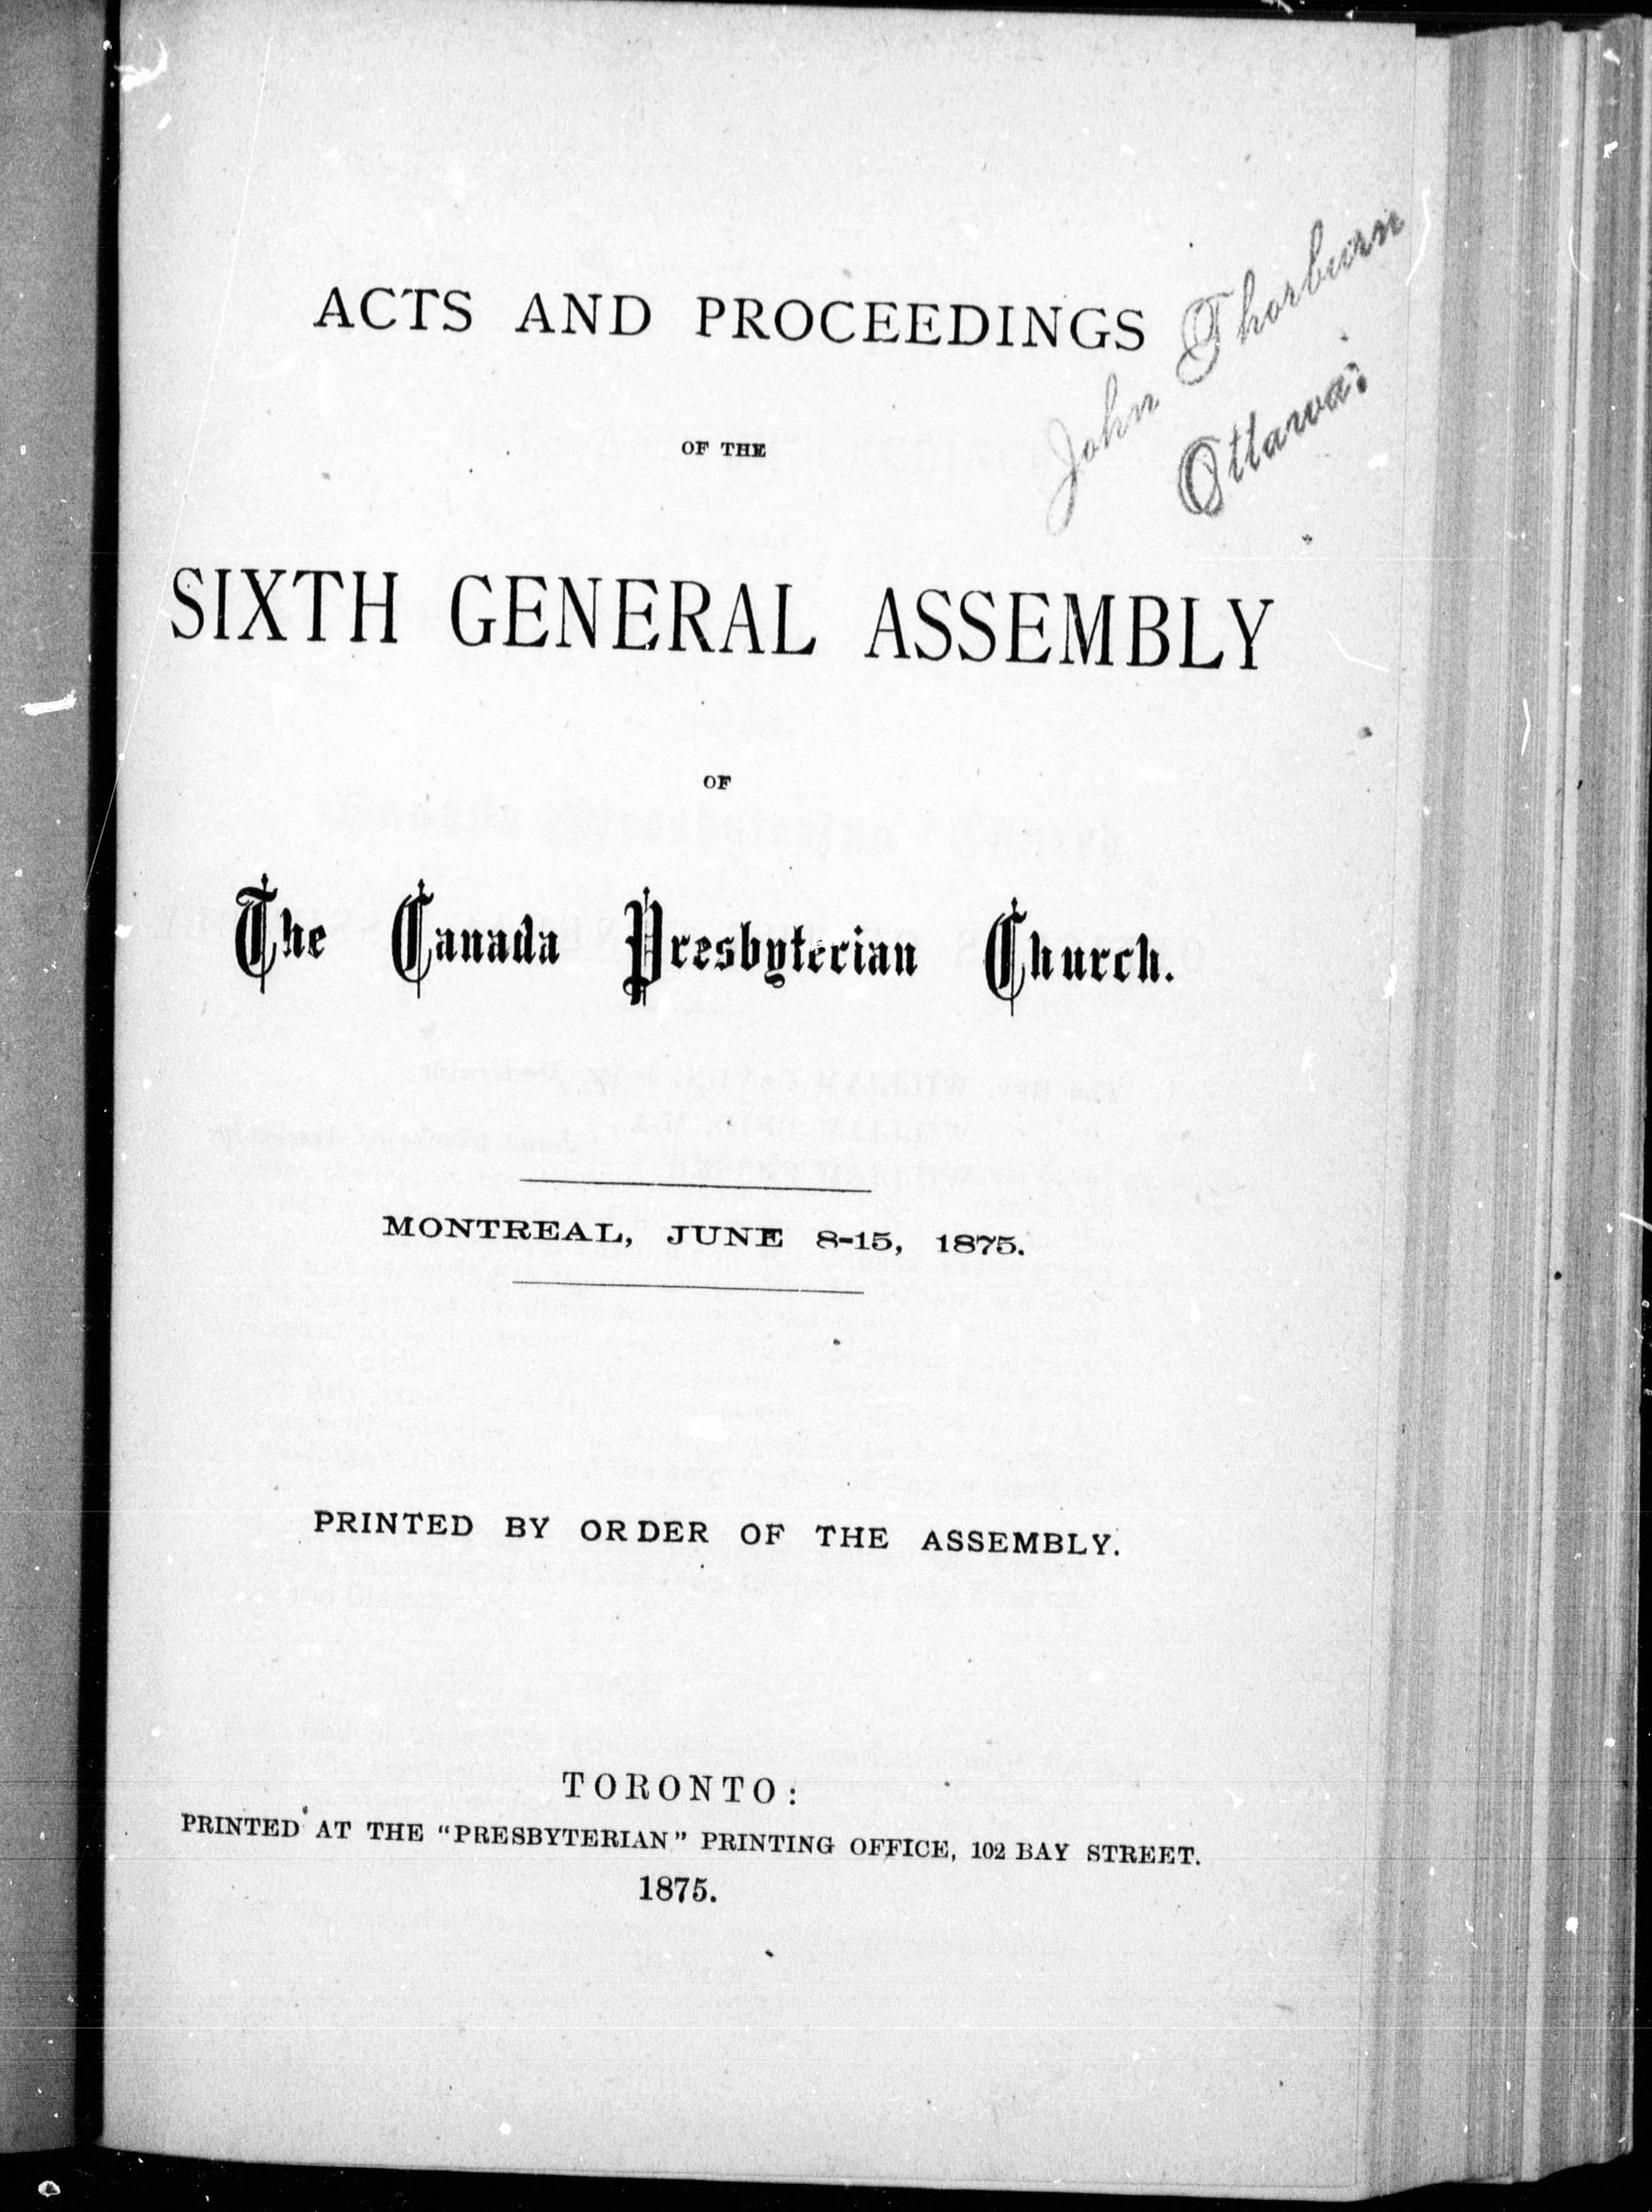 ACTS AND PROCEEDINGS
John Thorburn
Ottawa.
OF THE
SIXTH GENERAL ASSEMBLY
OF
The Canada Presbyterian Church.
MONTREAL, JUNE 8-15, 1875.
PRINTED BY ORDER OF THE ASSEMBLY.
TORONTO:
PRINTED AT THE "PRESBYTERIAN" PRINTING OFFICE, 102 BAY STREET.
1875.